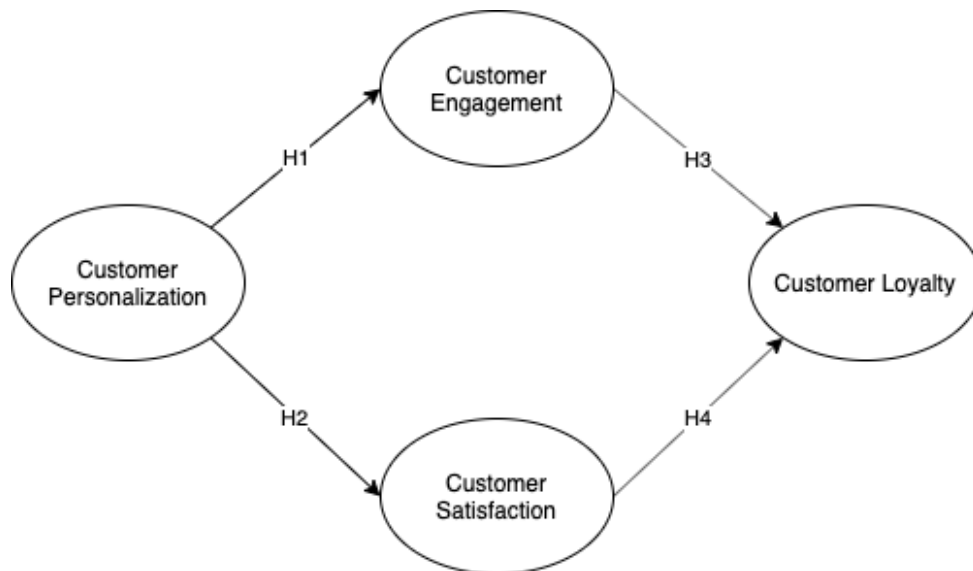 Customer
Engagement
H1
H3
Customer
Personalization
Customer Loyalty
H2
H4
Customer
Satisfaction